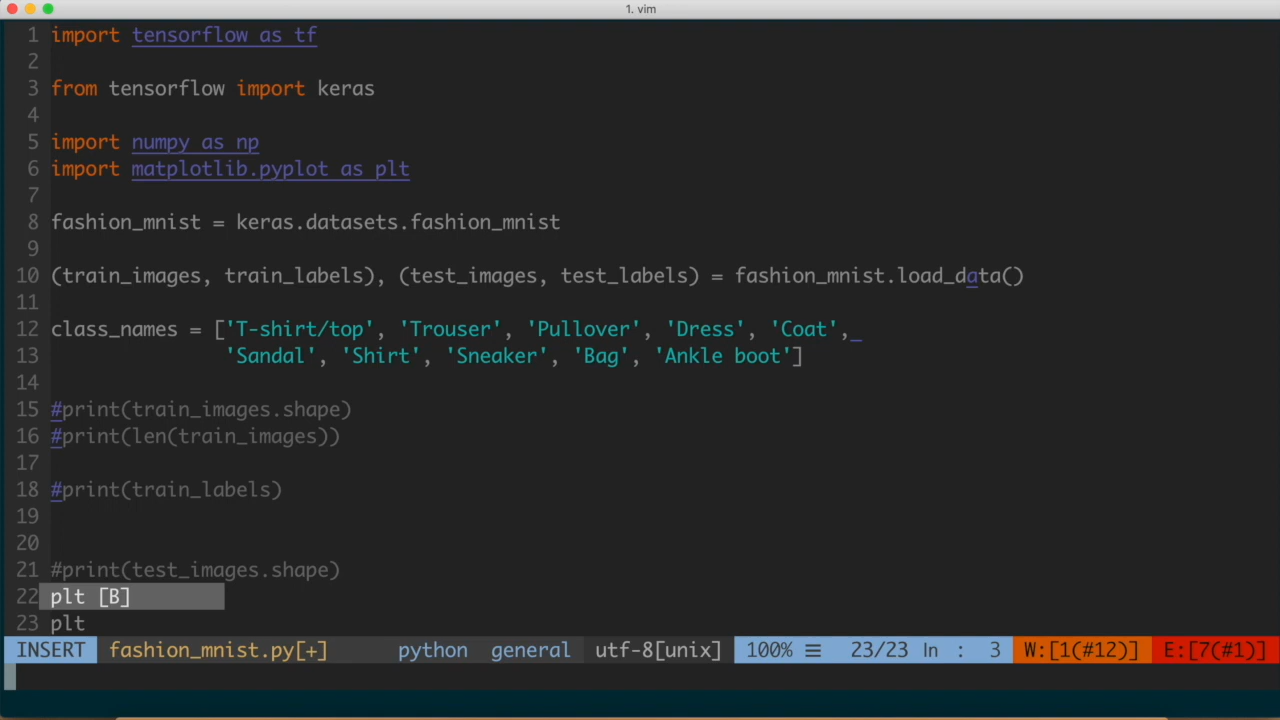 1. vim
1 import tensorflow as tf
2
3 from tensorflow import keras
4
5 import numpy as np
6 import matplotlib.pyplot as plt
7
8 fashion_mnist = keras.datasets.fashion_mnist
9
10 (train_images, train_labels), (test_images, test_labels) = fashion_mnist.load_data()
11
12 class_names = ['T-shirt/top', 'Trouser', 'Pullover', 'Dress', 'Coat',
13 'Sandal', 'Shirt', 'Sneaker', 'Bag', 'Ankle boot']
14
15 #print(train_images.shape)
16 #print(len(train_images))
17
18 #print(train_labels)
19
20
21 #print(test_images.shape)
22 plt [B]
23 plt
INSERT fashion_mnist.py[+] python general utf-8[unix] 100% ☰ 23/23 ln : 3 W:[1(#12)] E:[7(#1)]